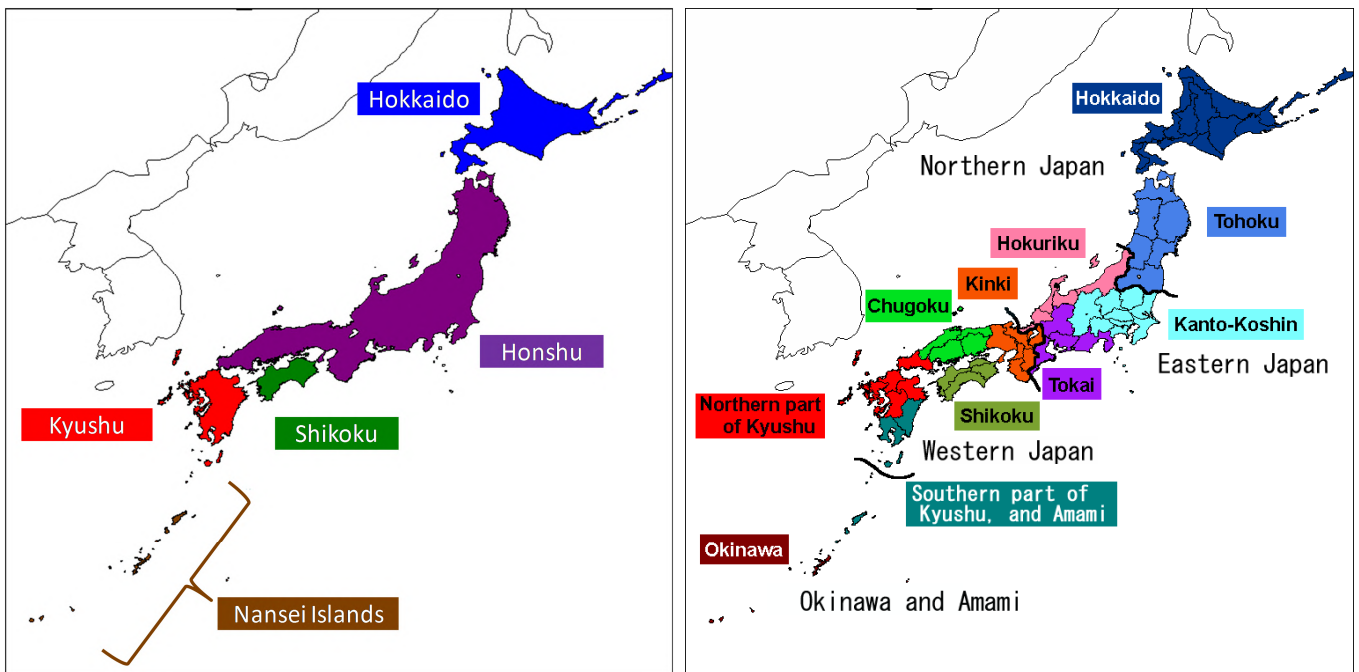 Hokkaido
Honshu
Kyushu
Shikoku
Nansei Islands
Hokkaido
Northern Japan
Tohoku
Hokuriku
Kinki
Chugoku
Kanto-Koshin
Eastern Japan
Tokai
Northern part
of Kyushu
Shikoku
Western Japan
Southern part of
Kyushu, and Amami
Okinawa
Okinawa and Amami